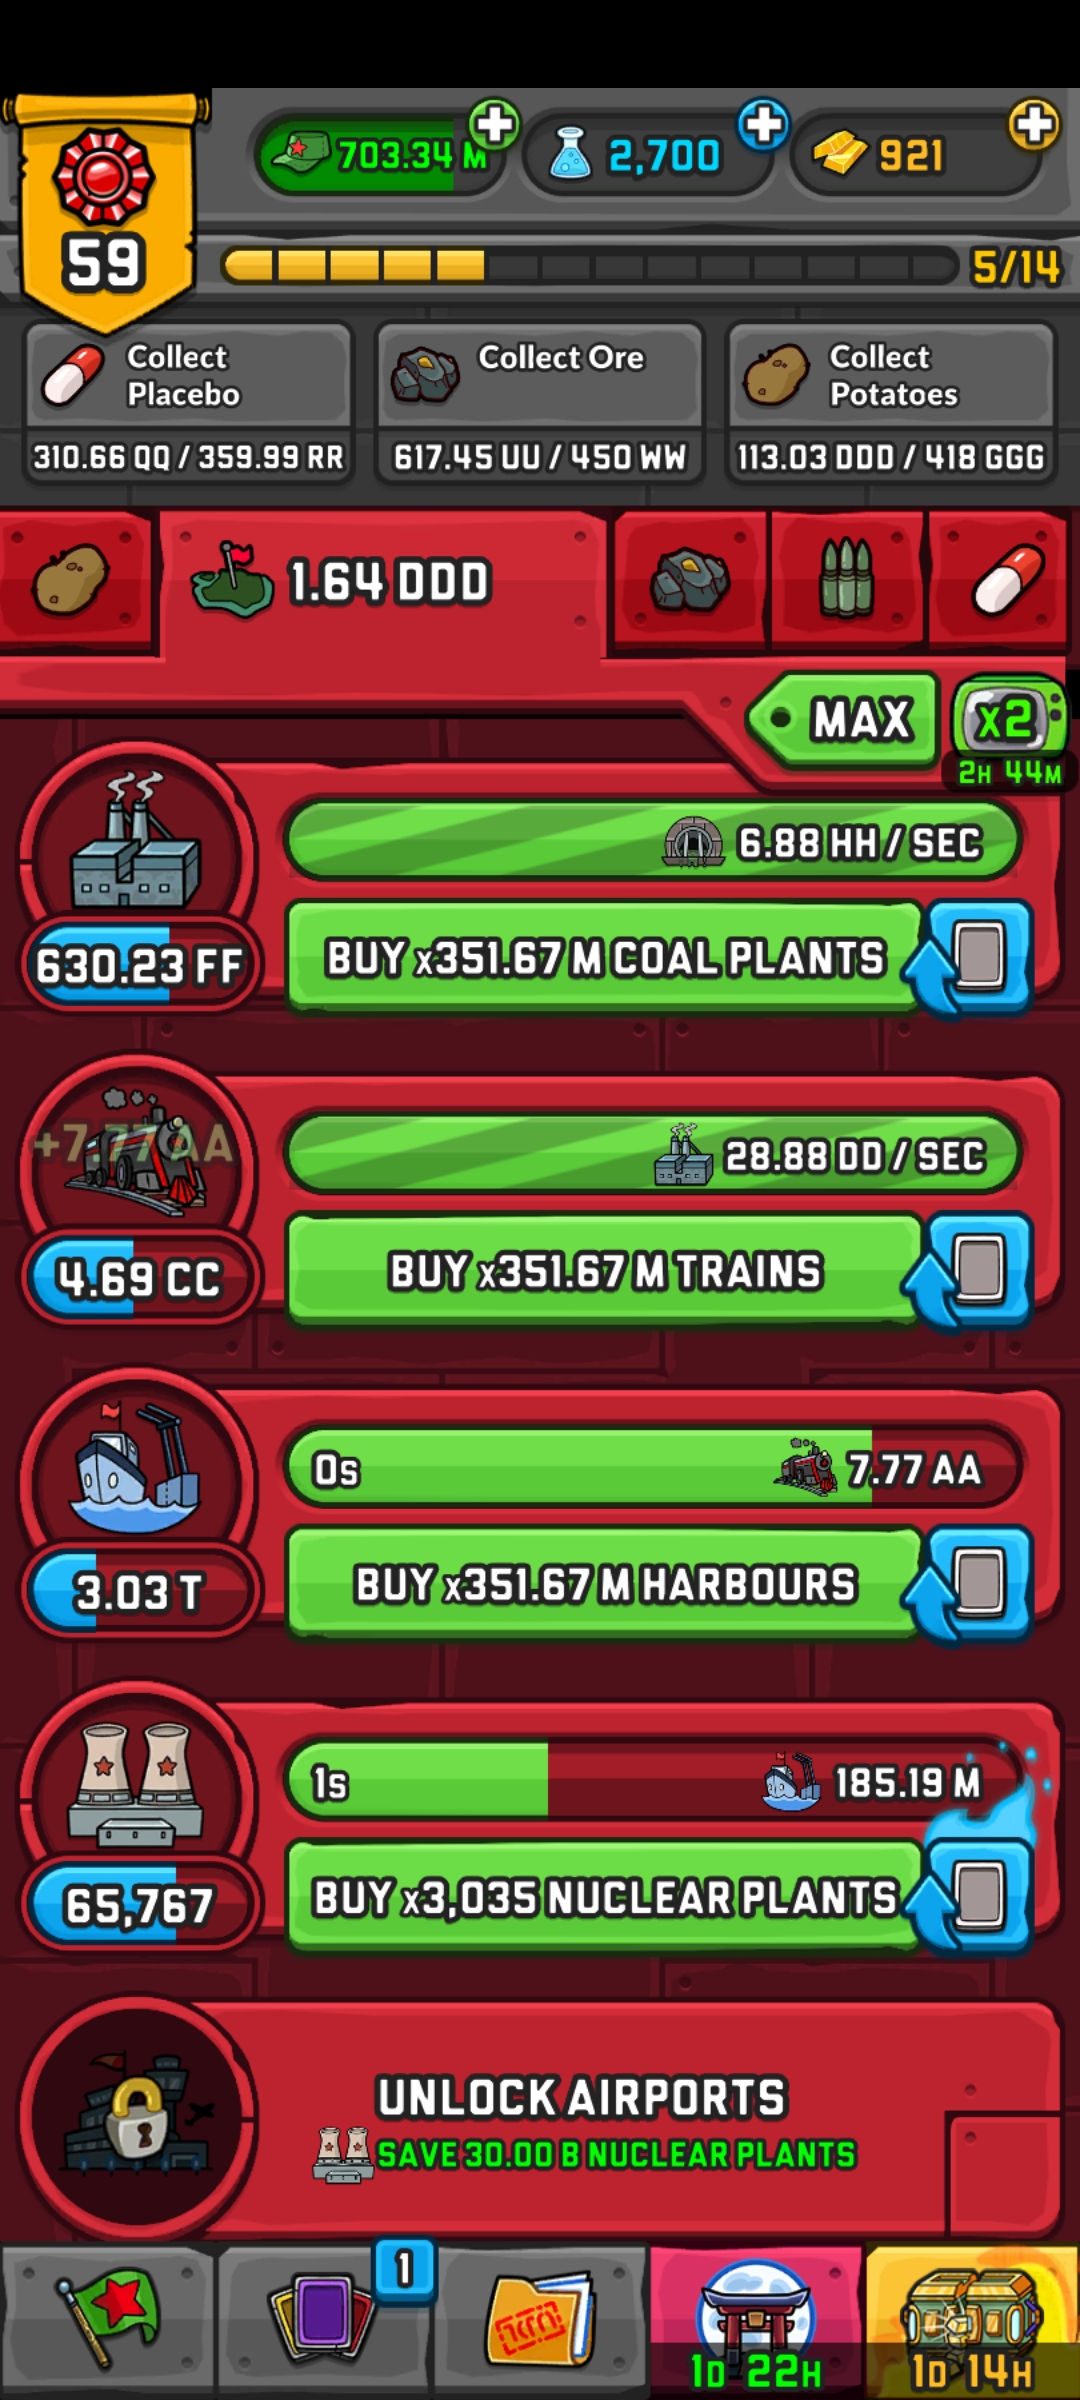 703.34 M
2,700
921
59
5/14
Collect
Placebo
310.66 QQ / 359.99 RR
Collect Ore
617.45 UU / 450 WW
Collect
Potatoes
113.03 DDD / 418 GGG
1.64 DDD
MAX
x2
2H 44M
6.88 HH / SEC
630.23 FF
BUY x351.67 M COAL PLANTS
+7.77 AA
28.88 DD / SEC
4.69 CC
BUY x351.67 M TRAINS
0s
7.77 AA
3.03 T
BUY x351.67 M HARBOURS
1s
185.19 M
65,767
BUY x3,035 NUCLEAR PLANTS
UNLOCK AIRPORTS
SAVE 30.00 B NUCLEAR PLANTS
1
1D 22H
1D 14H